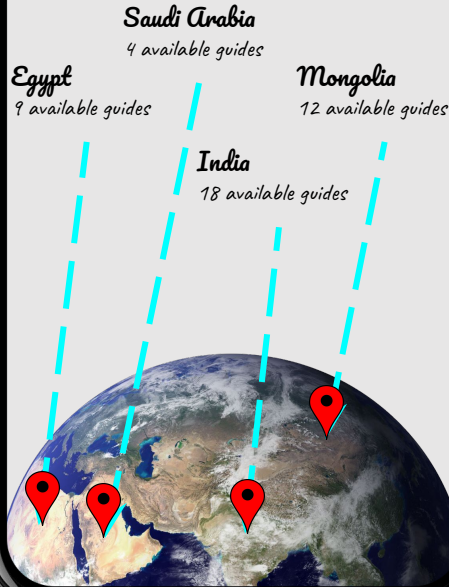 Saudi Arabia
4 available guides
Egypt
9 available guides
Mongolia
12 available guides
India
18 available guides